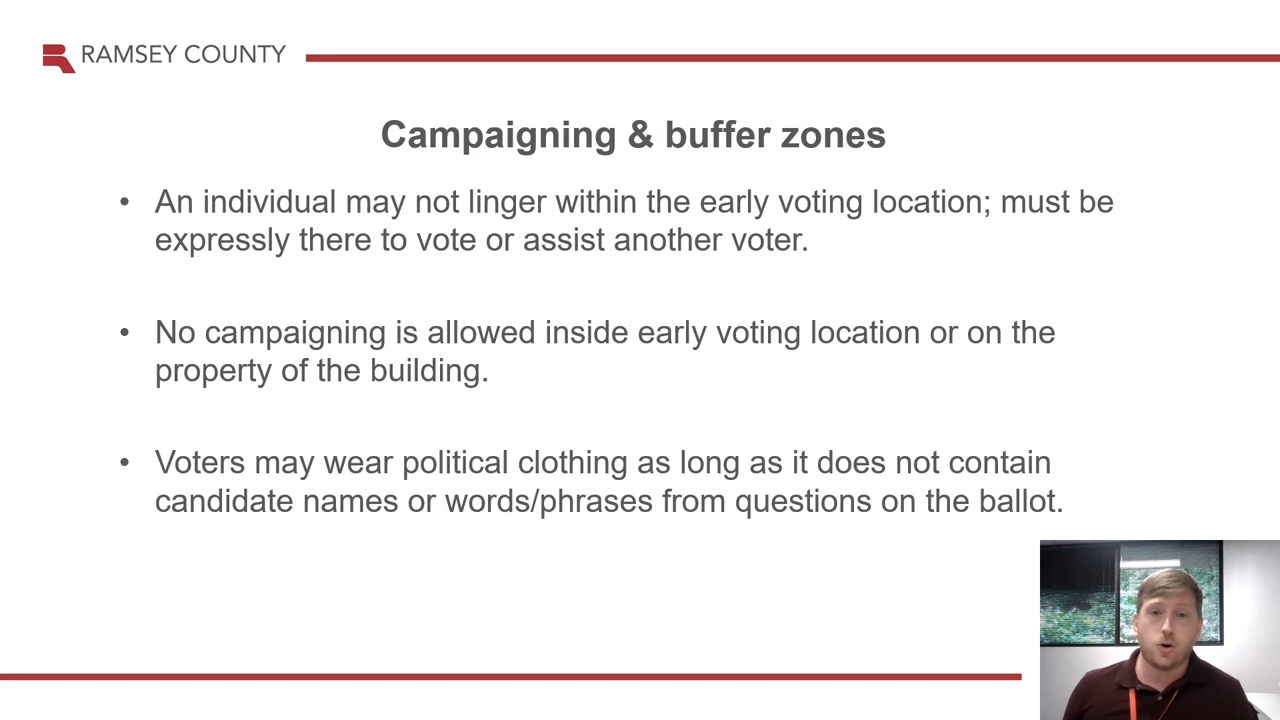 RAMSEY COUNTY
Campaigning & buffer zones
• An individual may not linger within the early voting location; must be
expressly there to vote or assist another voter.
• No campaigning is allowed inside early voting location or on the
property of the building.
• Voters may wear political clothing as long as it does not contain
candidate names or words/phrases from questions on the ballot.